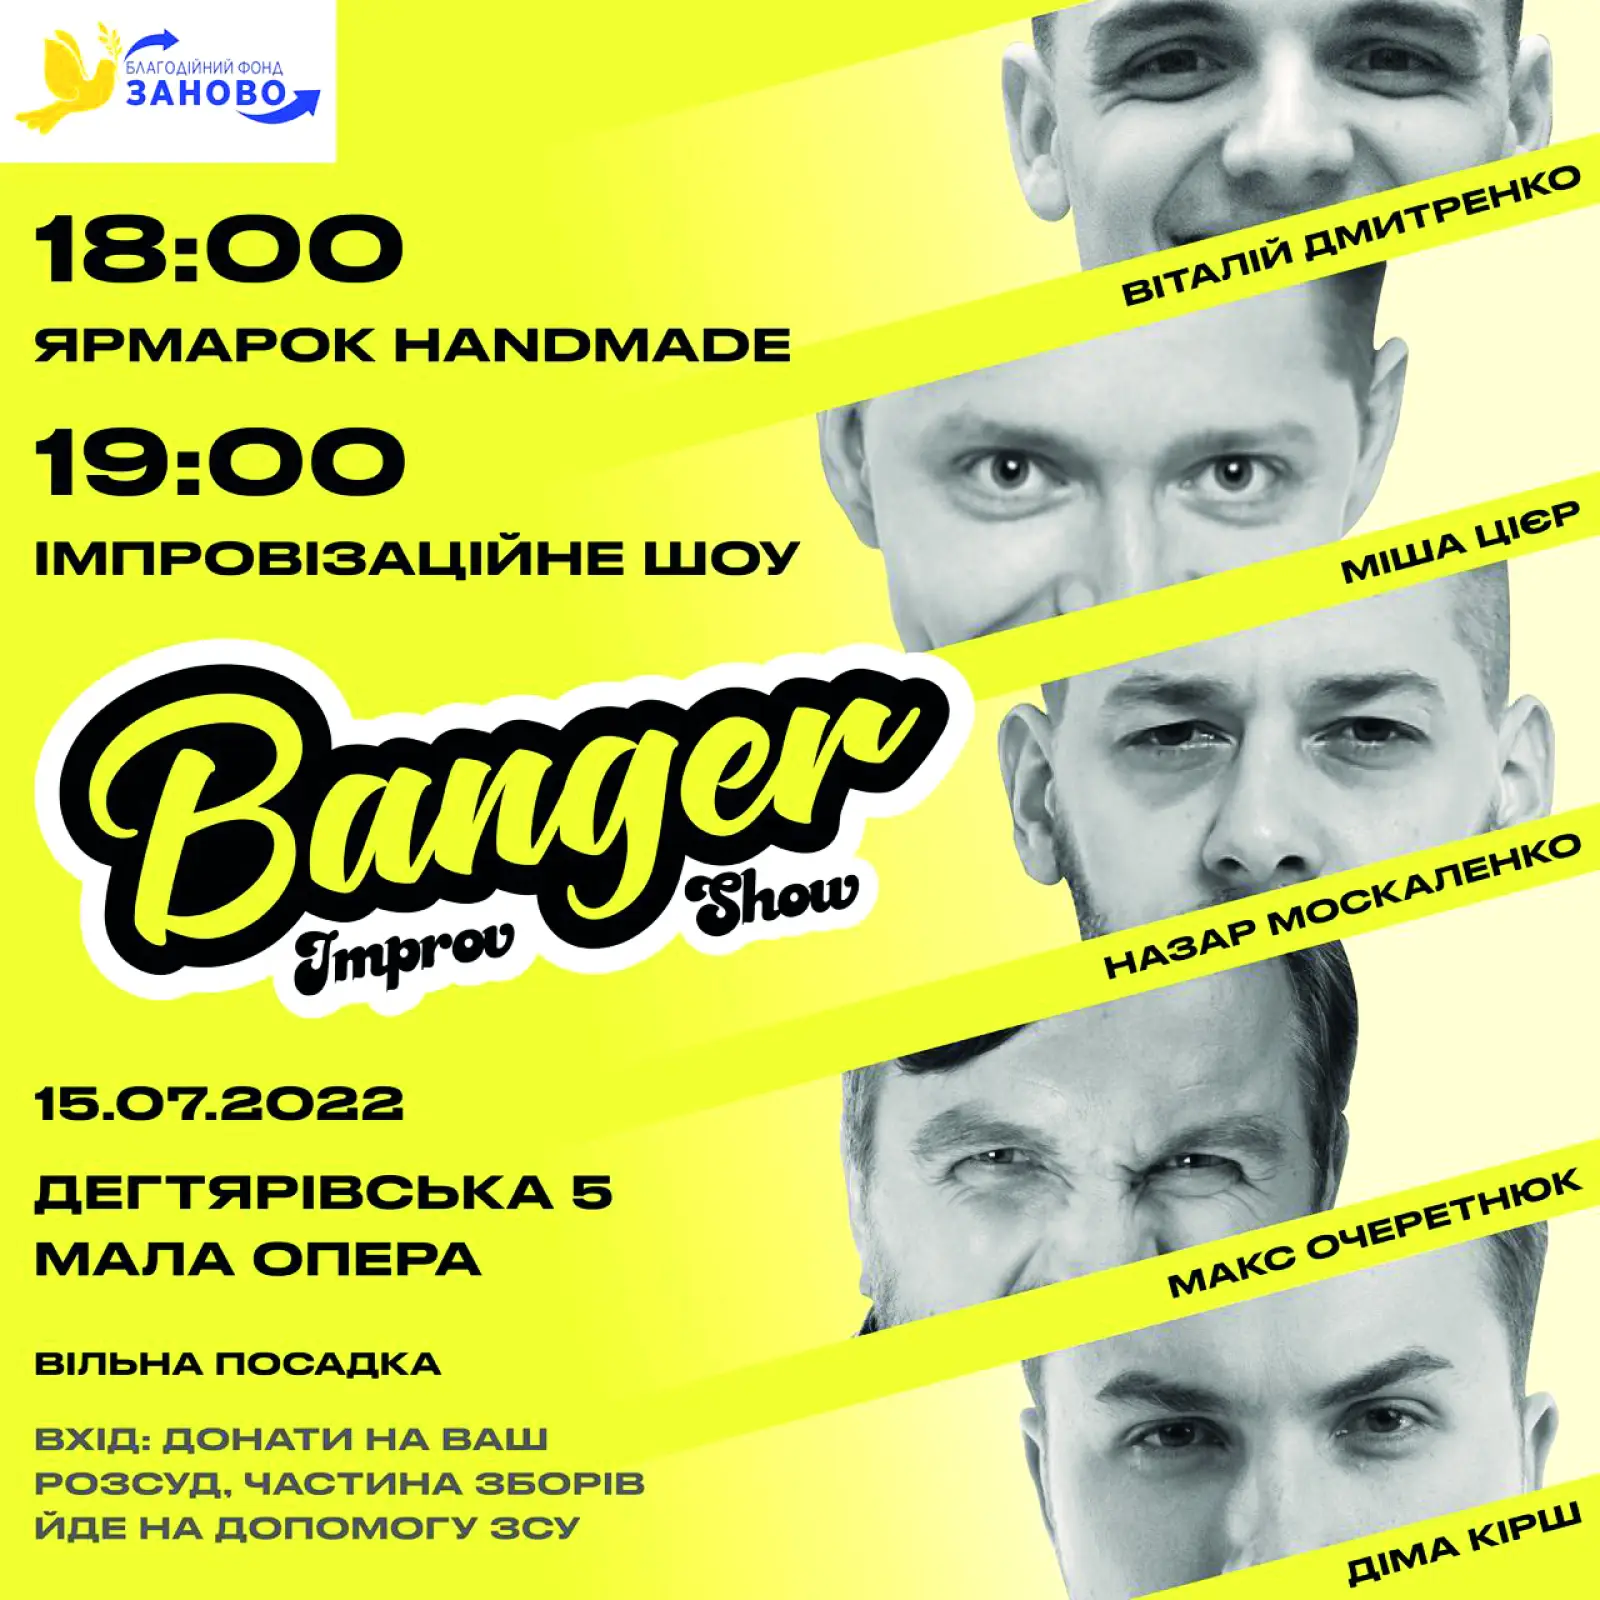 БЛАГОДІЙНИЙ ФОНД
ЗАНОВО
18:00
ЯРМАРОК HANDMADE
19:00
ІМПРОВІЗАЦІЙНЕ ШОУ
Banger
Improv Show
15.07.2022
ДЕГТЯРІВСЬКА 5
МАЛА ОПЕРА
ВІЛЬНА ПОСАДКА
ВХІД: ДОНАТИ НА ВАШ
РОЗСУД, ЧАСТИНА ЗБОРІВ
ЙДЕ НА ДОПОМОГУ ЗСУ
ВІТАЛІЙ ДМИТРЕНКО
МІША ЦІЄР
НАЗАР МОСКАЛЕНКО
МАКС ОЧЕРЕТНЮК
ДІМА КІРШ